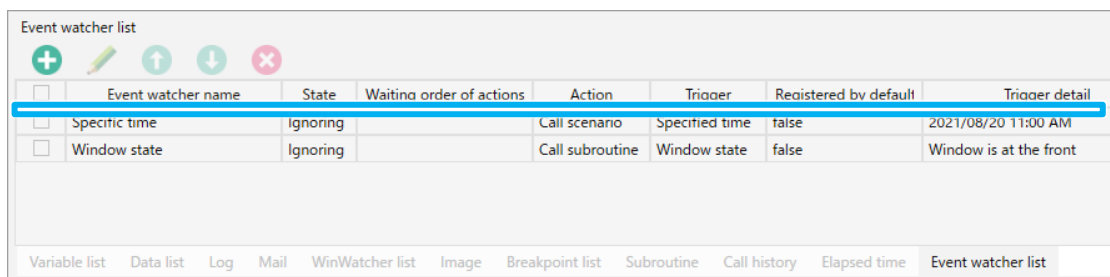 Event watcher list
Event watcher name State Waiting order of actions Action Trigger Registered by default Trigger detail
Specific time Ignoring Call scenario Specified time false 2021/08/20 11:00 AM
Window state Ignoring Call subroutine Window state false Window is at the front
Variable list Data list Log Mail WinWatcher list Image Breakpoint list Subroutine Call history Elapsed time Event watcher list